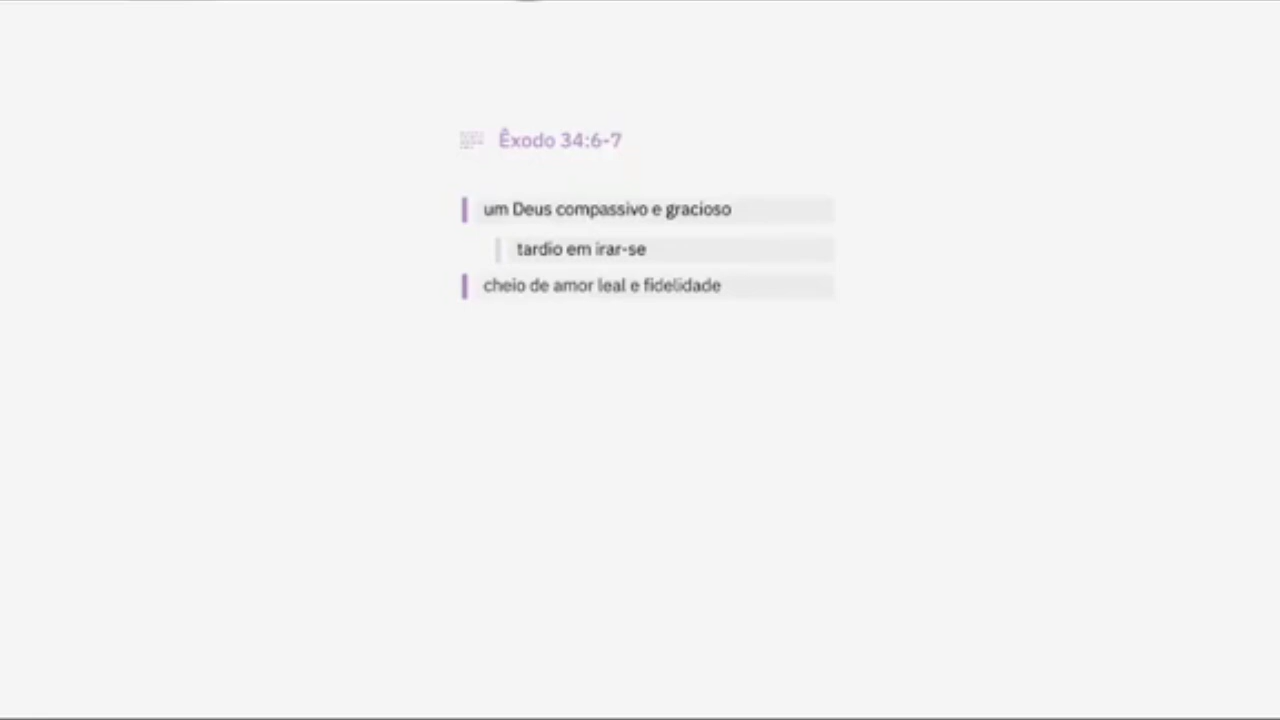 Êxodo 34:6-7
um Deus compassivo e gracioso
tardio em irar-se
cheio de amor leal e fidelidade